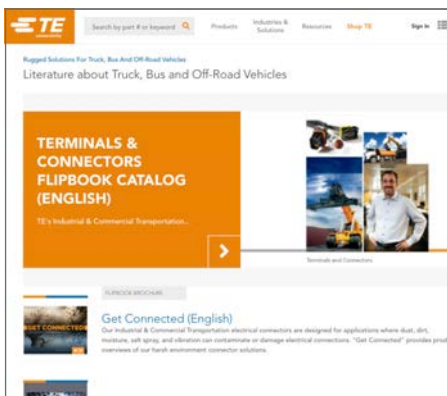 TE
connectivity
Search by part # or keyword
Products
Industries &
Solutions
Resources
Shop TE
Sign In
Rugged Solutions For Truck, Bus And Off-Road Vehicles
Literature about Truck, Bus and Off-Road Vehicles
TERMINALS &
CONNECTORS
FLIPBOOK CATALOG
(ENGLISH)
TE's Industrial & Commercial Transportation...
Terminals and Connectors
FLIPBOOK BROCHURE
GET CONNECTED
Get Connected (English)
Our Industrial & Commercial Transportation electrical connectors are designed for applications where dust, dirt,
moisture, salt spray, and vibration can contaminate or damage electrical connections. "Get Connected" provides prod
overviews of our harsh environment connector solutions.